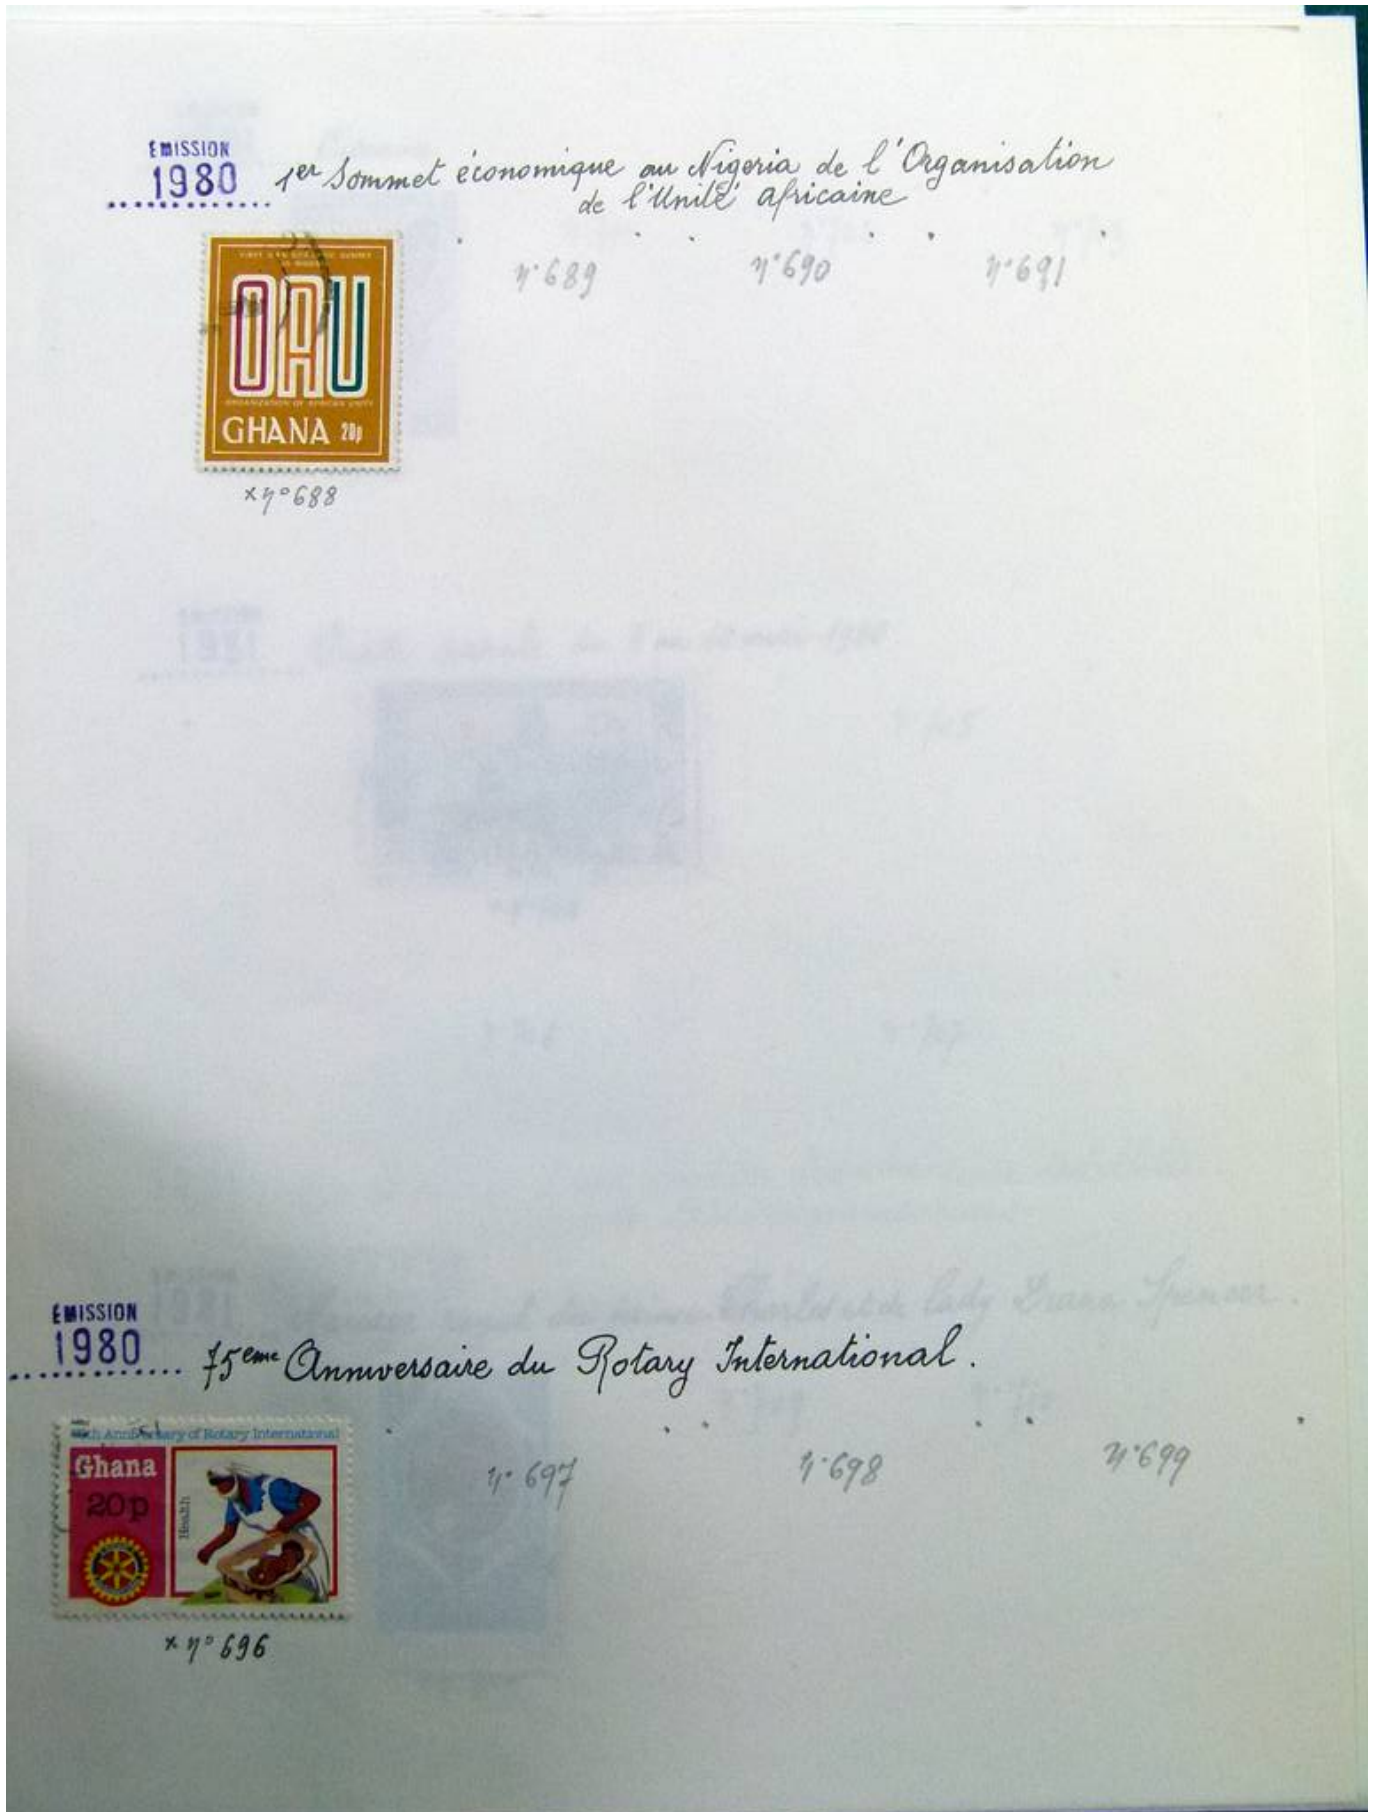 EMISSION
1980
1er Sommet économique au Nigeria de l'Organisation
de l'Unité africaine
n°689
n°690
n°691
OAU
ORGANIZATION OF AFRICAN UNITY
GHANA 20p
x n°688
EMISSION
1980
75eme Anniversaire du Rotary International.
Anniversary of Rotary International
Ghana
20p
Health
n°697
n°698
n°699
x n°696